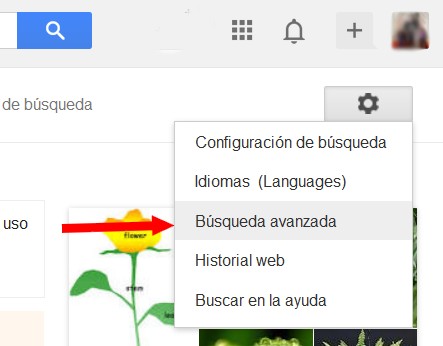 de búsqueda
Configuración de búsqueda
Idiomas (Languages)
uso
Búsqueda avanzada
flower
Historial web
stem
Buscar en la ayuda